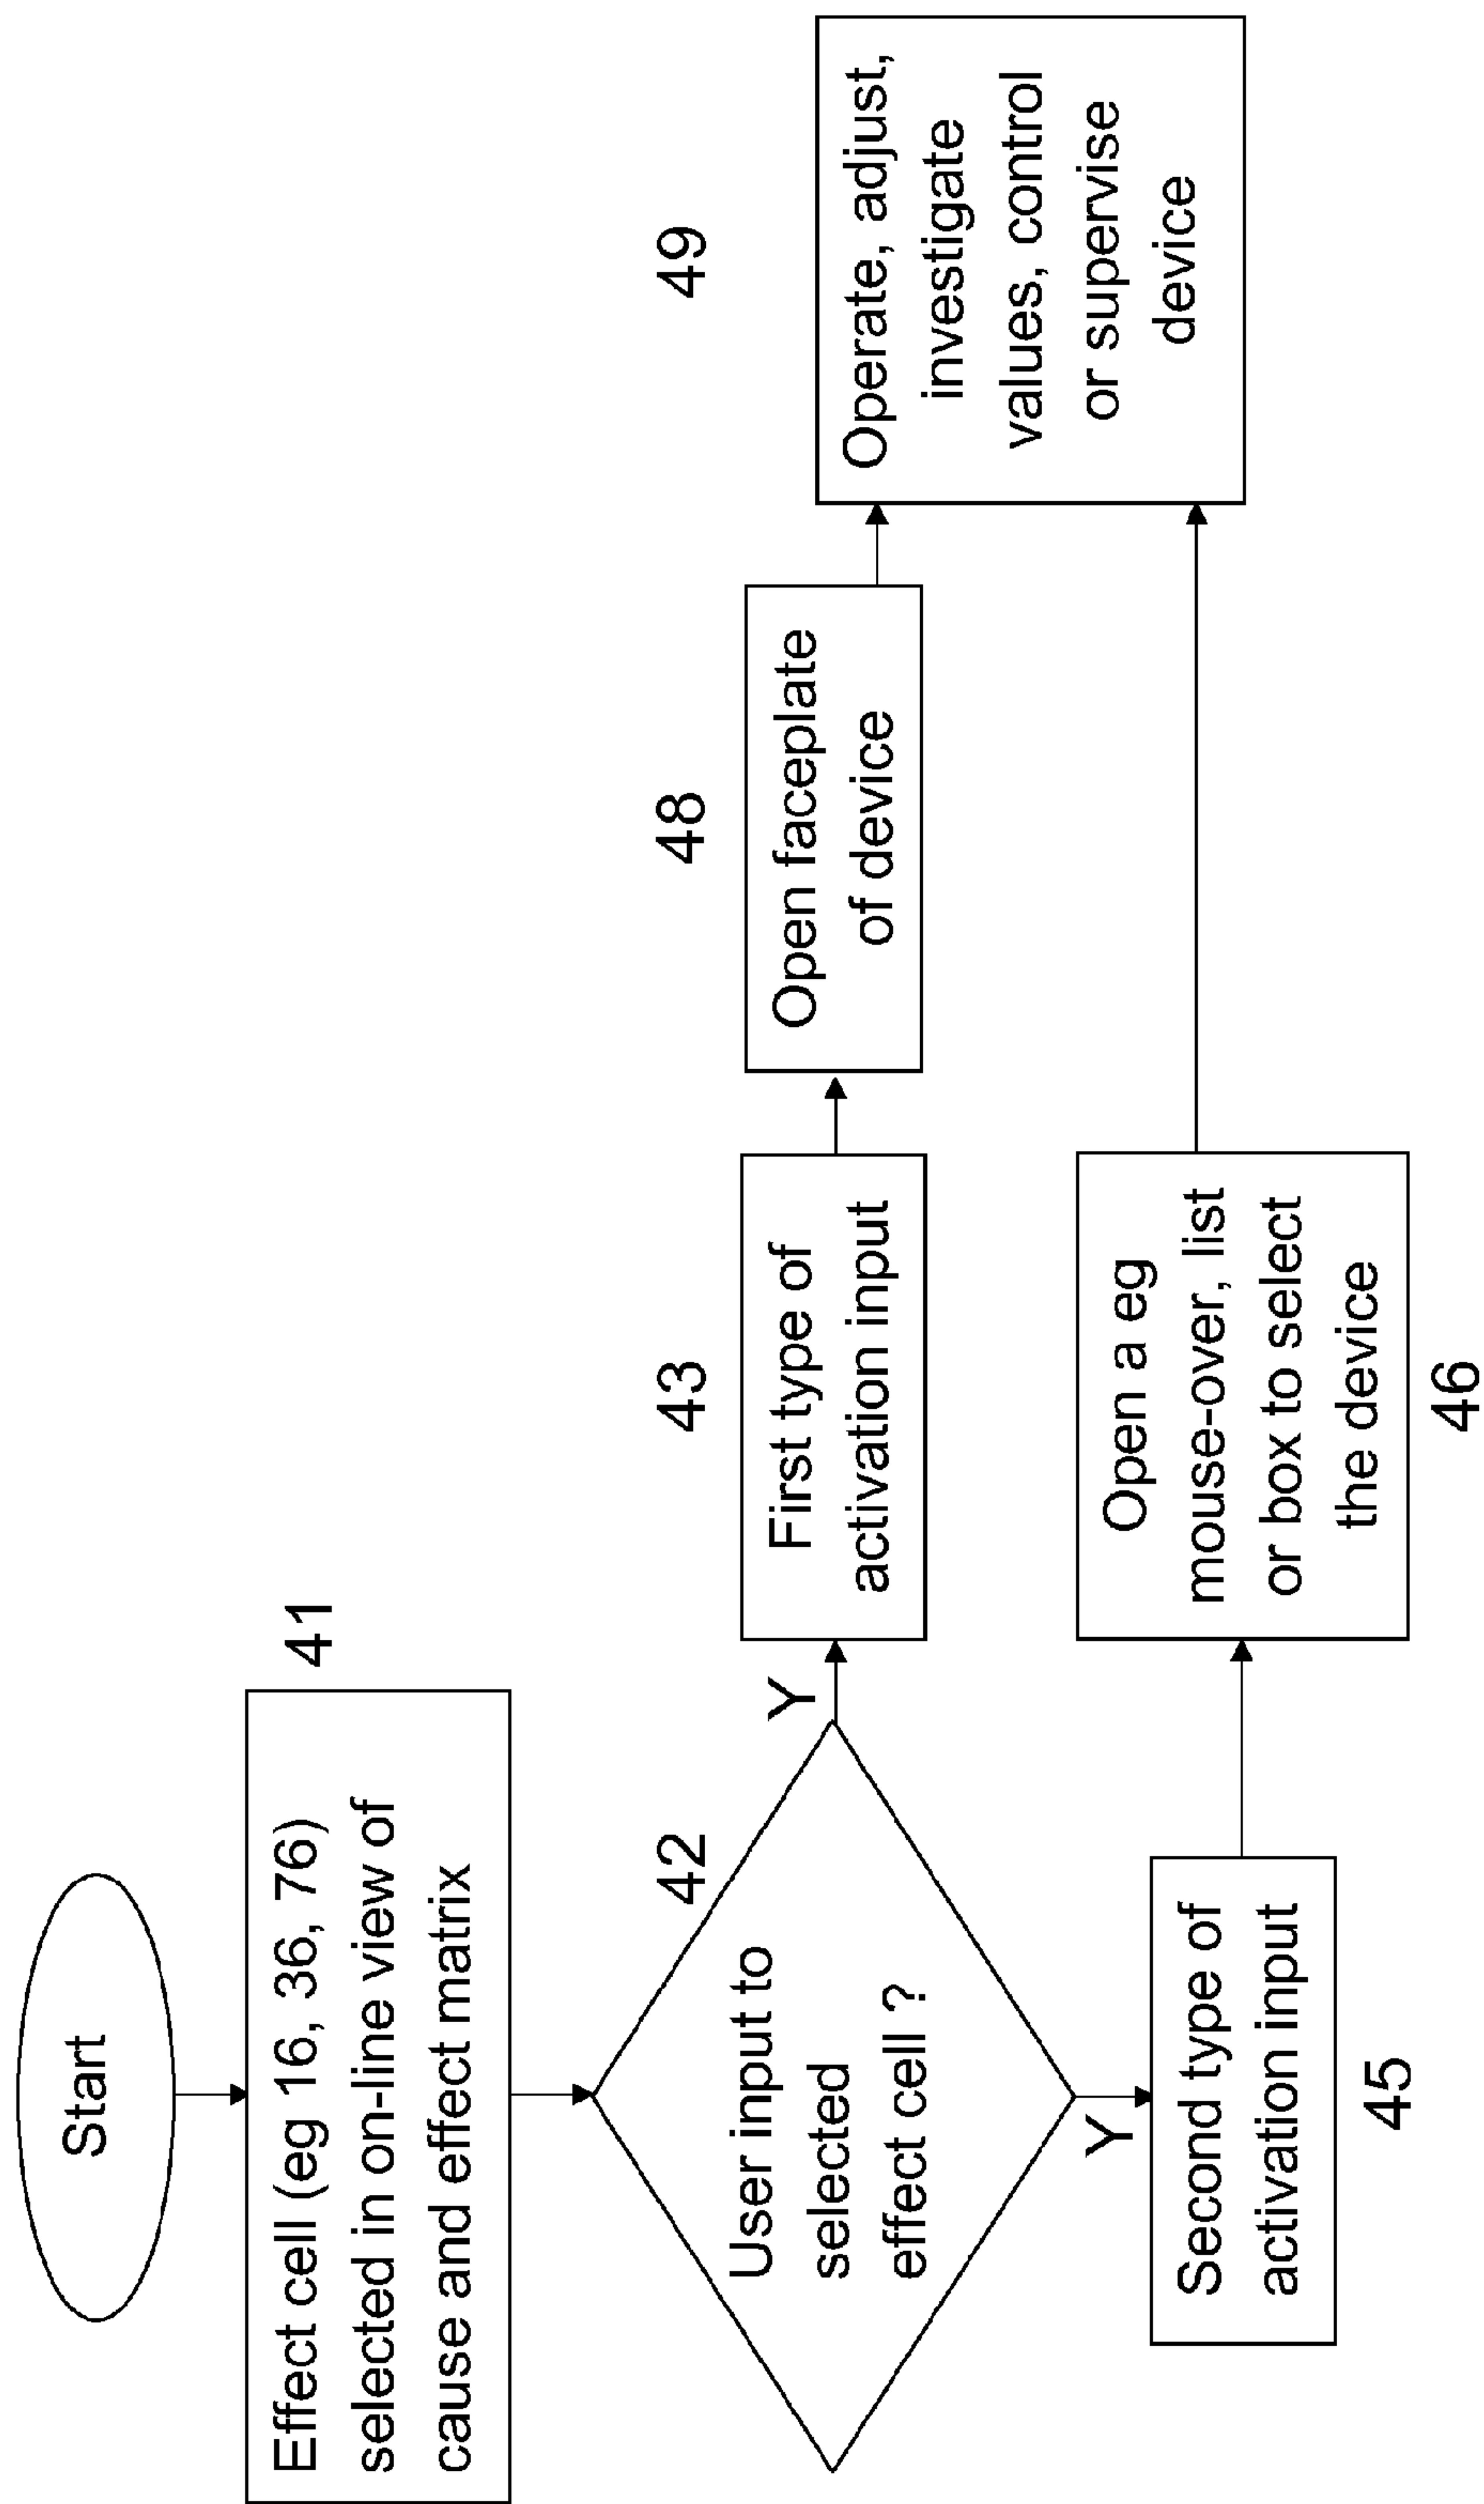 Start
41
Effect cell (eg 16, 36, 76)
selected in on-line view of
cause and effect matrix
42
User input to
selected
effect cell ?
Y
43
First type of
activation input
48
Open faceplate
of device
49
Operate, adjust,
investigate
values, control
or supervise
device
Y
Second type of
activation input
45
Open a eg
mouse-over, list
or box to select
the device
46